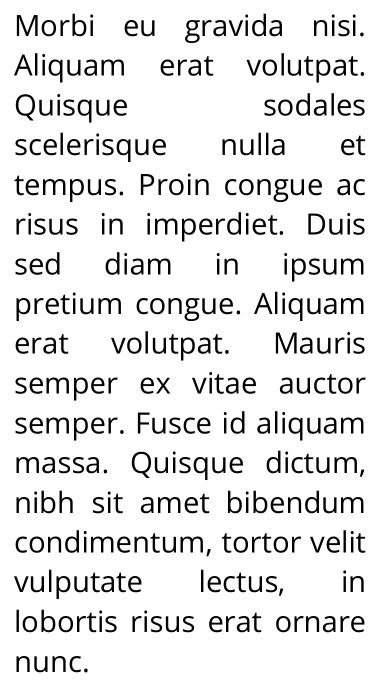 Morbi eu gravida nisi.
Aliquam erat volutpat.
Quisque sodales
scelerisque nulla et
tempus. Proin congue ac
risus in imperdiet. Duis
sed diam in ipsum
pretium congue. Aliquam
erat volutpat. Mauris
semper ex vitae auctor
semper. Fusce id aliquam
massa. Quisque dictum,
nibh sit amet bibendum
condimentum, tortor velit
vulputate lectus, in
lobortis risus erat ornare
nunc.